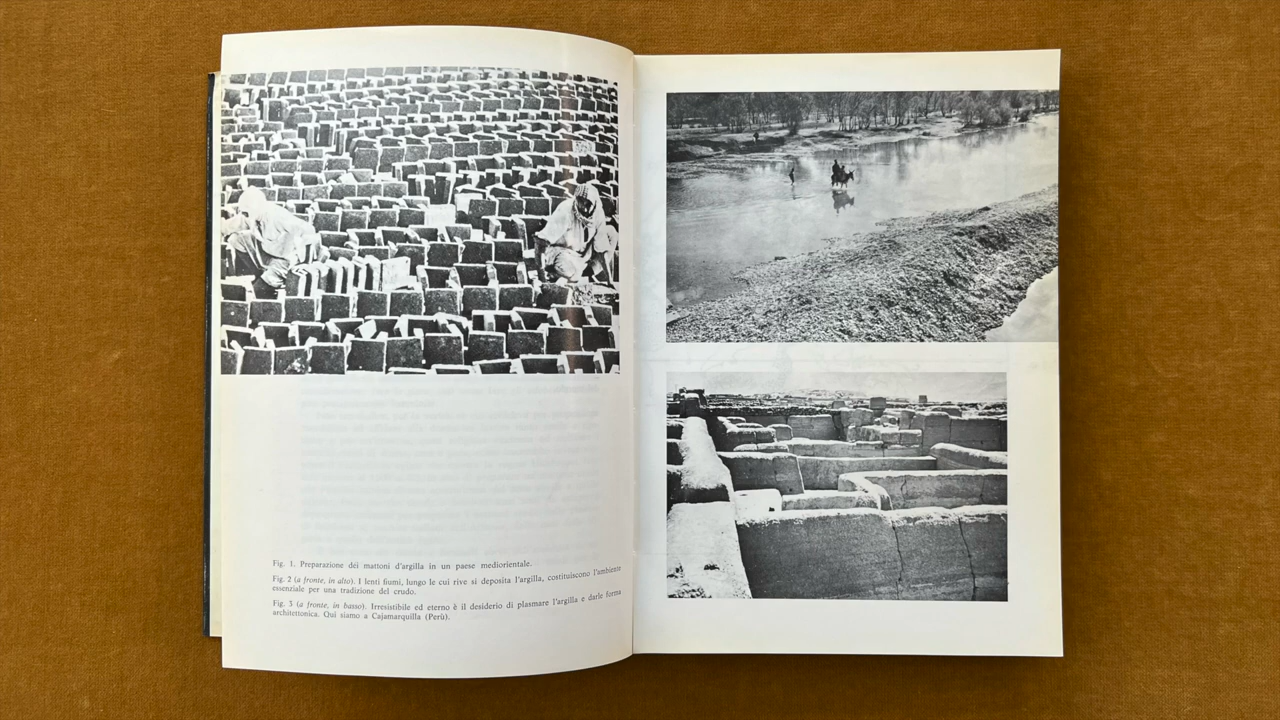 Fig. 1. Preparazione dei mattoni d'argilla in un paese mediorientale.
Fig. 2 (a fronte, in alto). I lenti fiumi, lungo le cui rive si deposita l'argilla, costituiscono l'ambiente
essenziale per una tradizione del crudo.
Fig. 3 (a fronte, in basso). Irresistibile ed eterno è il desiderio di plasmare l'argilla e darle forma
architettonica. Qui siamo a Cajamarquilla (Perù).